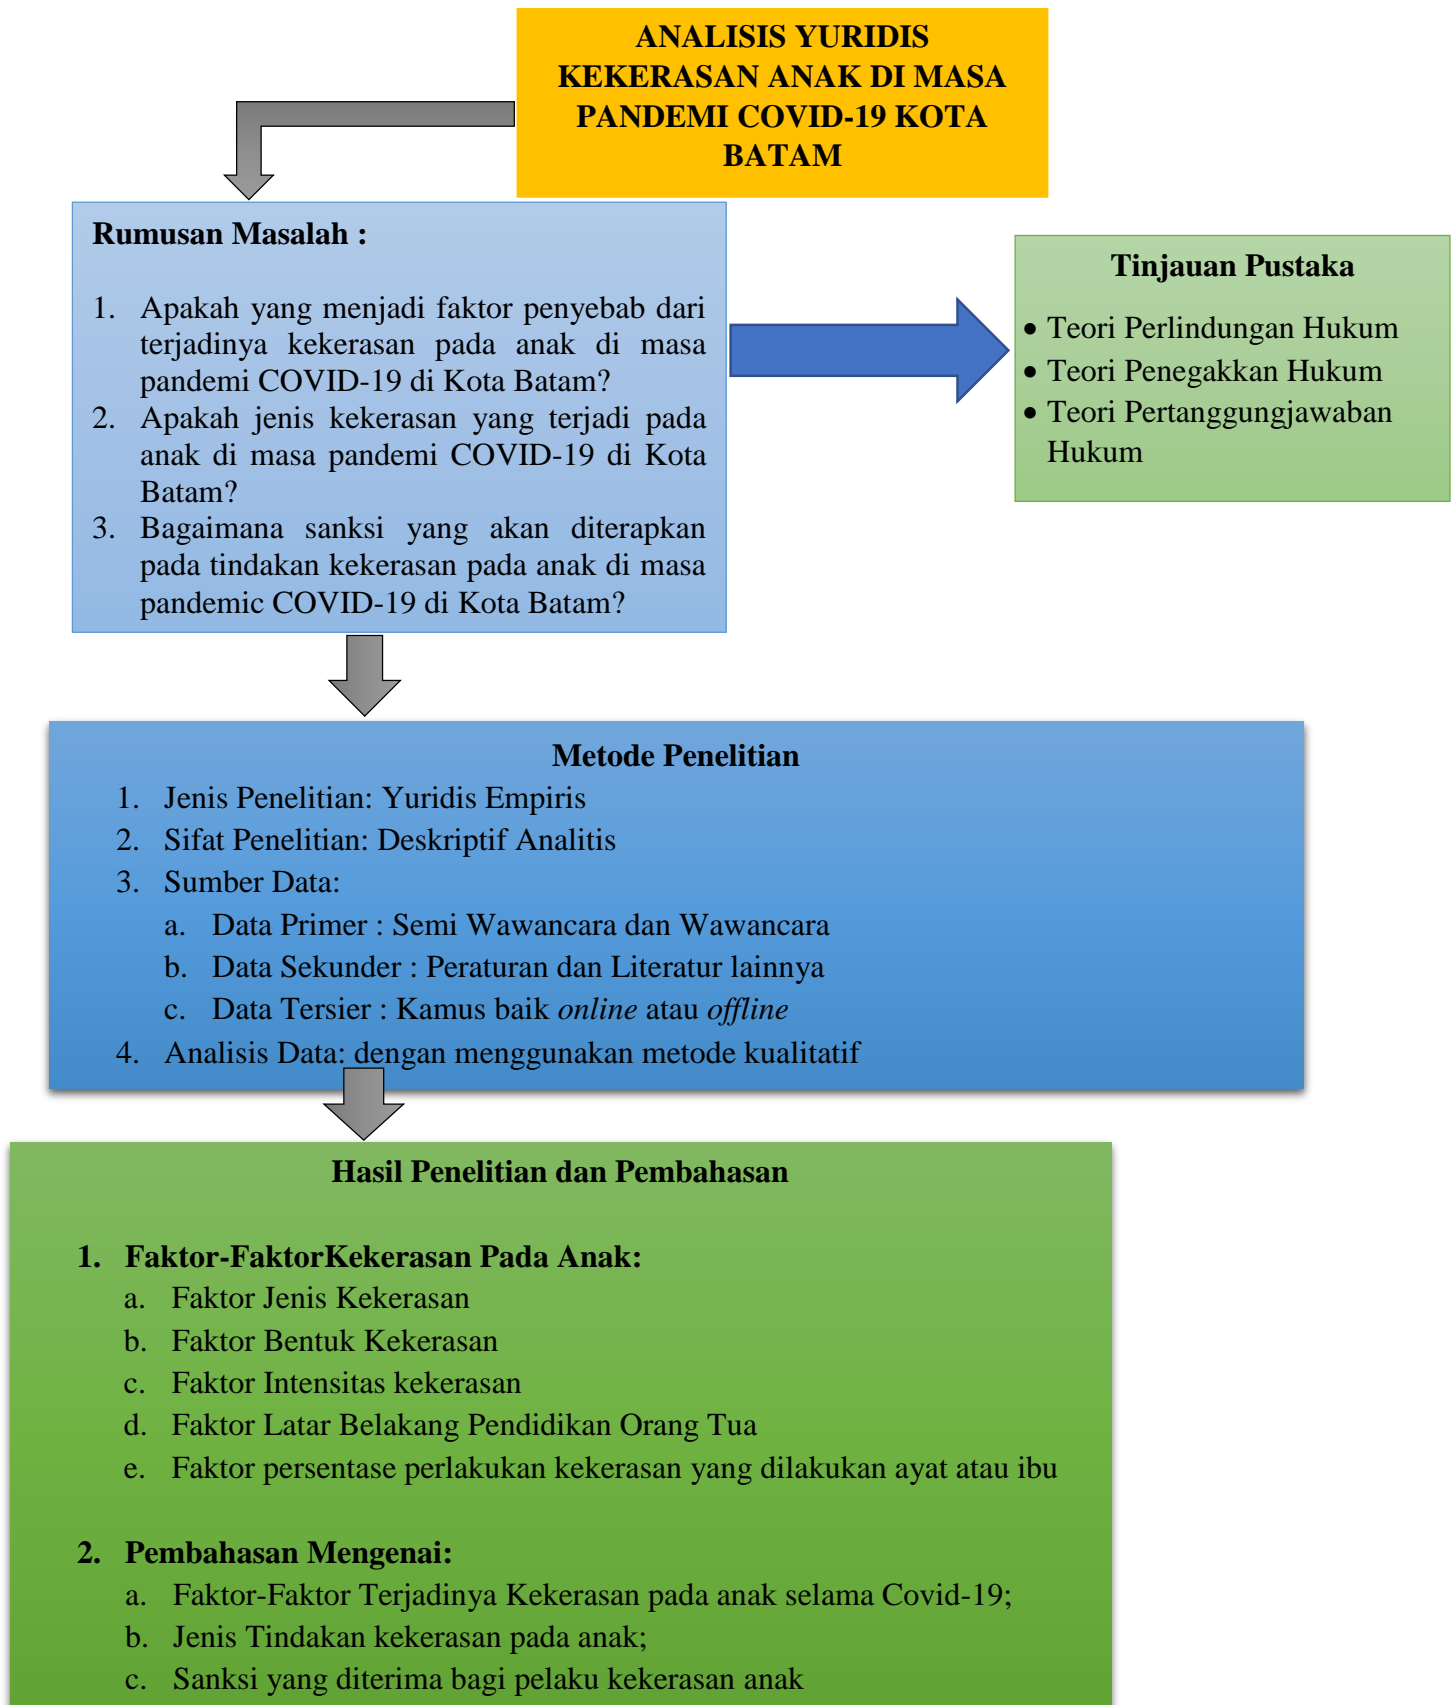 ANALISIS YURIDIS
KEKERASAN ANAK DI MASA
PANDEMI COVID-19 KOTA
BATAM
Rumusan Masalah :
1. Apakah yang menjadi faktor penyebab dari
terjadinya kekerasan pada anak di masa
pandemi COVID-19 di Kota Batam?
2. Apakah jenis kekerasan yang terjadi pada
anak di masa pandemi COVID-19 di Kota
Batam?
3. Bagaimana sanksi yang akan diterapkan
pada tindakan kekerasan pada anak di masa
pandemic COVID-19 di Kota Batam?
Tinjauan Pustaka
• Teori Perlindungan Hukum
• Teori Penegakkan Hukum
• Teori Pertanggungjawaban
Hukum
Metode Penelitian
1. Jenis Penelitian: Yuridis Empiris
2. Sifat Penelitian: Deskriptif Analitis
3. Sumber Data:
a. Data Primer : Semi Wawancara dan Wawancara
b. Data Sekunder : Peraturan dan Literatur lainnya
c. Data Tersier : Kamus baik online atau offline
4. Analisis Data: dengan menggunakan metode kualitatif
Hasil Penelitian dan Pembahasan
1. Faktor-FaktorKekerasan Pada Anak:
a. Faktor Jenis Kekerasan
b. Faktor Bentuk Kekerasan
c. Faktor Intensitas kekerasan
d. Faktor Latar Belakang Pendidikan Orang Tua
e. Faktor persentase perlakukan kekerasan yang dilakukan ayat atau ibu
2. Pembahasan Mengenai:
a. Faktor-Faktor Terjadinya Kekerasan pada anak selama Covid-19;
b. Jenis Tindakan kekerasan pada anak;
c. Sanksi yang diterima bagi pelaku kekerasan anak